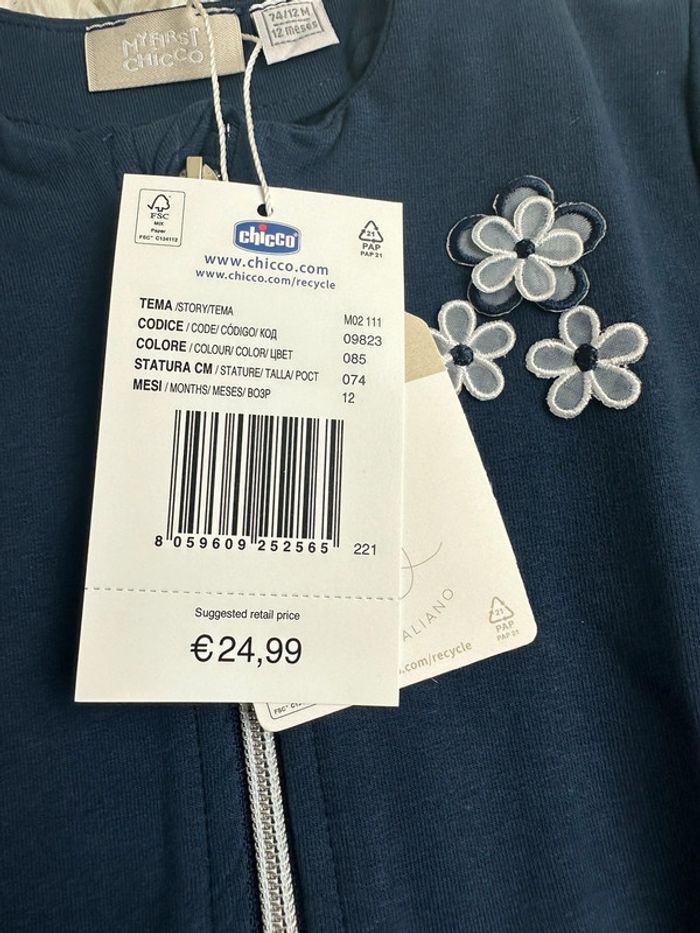 MY FIRST
CHICCO
74/12 M
12 meses
FSC
MIX
Paper
FSC® C124112
chicco
21
PAP
PAP 21
www.chicco.com
www.chicco.com/recycle
TEMA /STORY/TEMA M02 111
CODICE / CODE/ CÓDIGO/ КОД 09823
COLORE / COLOUR/ COLOR/ ЦВЕТ 085
STATURA CM / STATURE/ TALLA/ РОСТ 074
MESI / MONTHS/ MESES/ ВОЗР 12
8 059609 252565 221
Suggested retail price
€24,99
ALIANO
21
PAP
PAP 21
.com/recycle